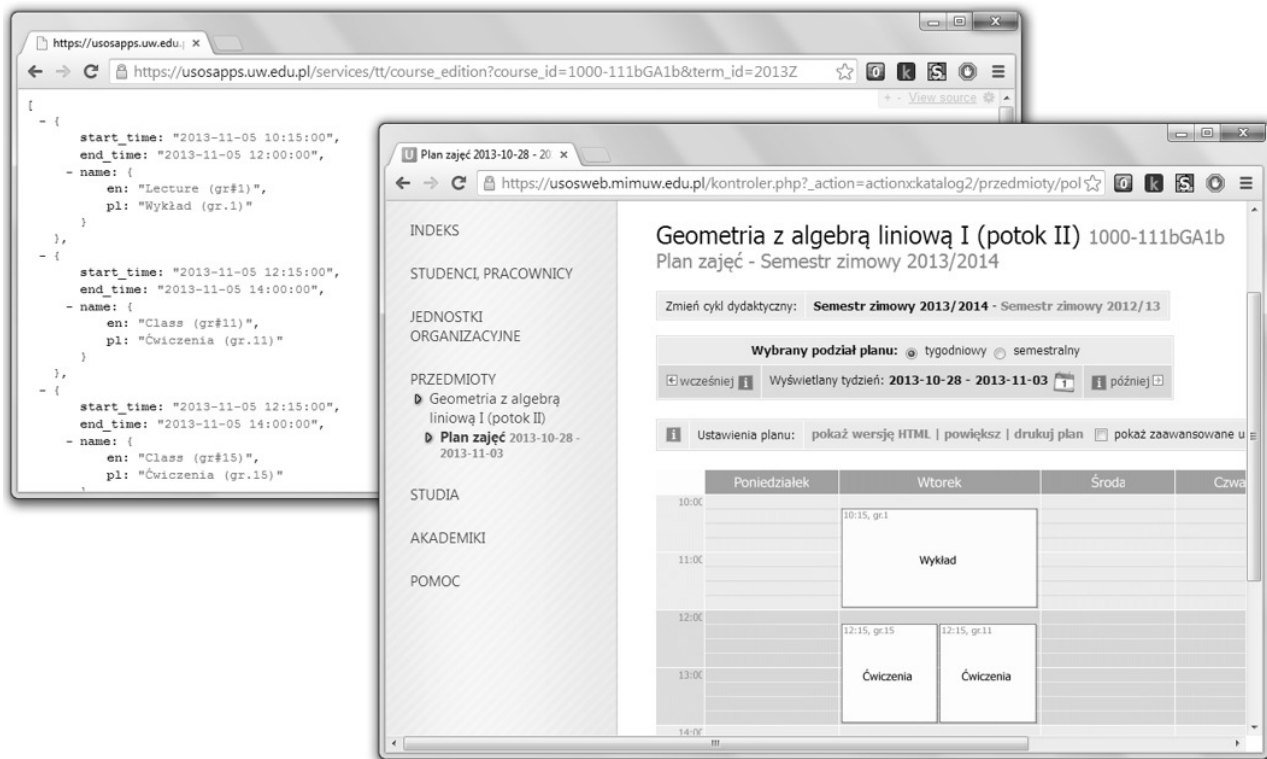 https://usosapps.uw.edu.p
https://usosapps.uw.edu.pl/services/tt/course_edition?course_id=1000-111bGA1b&term_id=2013Z
+ - View source
[
- {
start_time: "2013-11-05 10:15:00",
end_time: "2013-11-05 12:00:00",
- name: {
en: "Lecture (gr#1)",
pl: "Wykład (gr.1)"
}
},
- {
start_time: "2013-11-05 12:15:00",
end_time: "2013-11-05 14:00:00",
- name: {
en: "Class (gr#11)",
pl: "Ćwiczenia (gr.11)"
}
},
- {
start_time: "2013-11-05 12:15:00",
end_time: "2013-11-05 14:00:00",
- name: {
en: "Class (gr#15)",
pl: "Ćwiczenia (gr.15)"
}
Plan zajęć 2013-10-28 - 20
https://usosweb.mimuw.edu.pl/kontroler.php?_action=actionx:katalog2/przedmioty/pol
INDEKS
STUDENCI, PRACOWNICY
JEDNOSTKI
ORGANIZACYJNE
PRZEDMIOTY
Geometria z algebrą
liniową I (potok II)
Plan zajęć 2013-10-28 -
2013-11-03
STUDIA
AKADEMIKI
POMOC
Geometria z algebrą liniową I (potok II) 1000-111bGA1b
Plan zajęć - Semestr zimowy 2013/2014
Zmień cykl dydaktyczny: Semestr zimowy 2013/2014 - Semestr zimowy 2012/13
Wybrany podział planu: tygodniowy semestralny
wcześniej i Wyświetlany tydzień: 2013-10-28 - 2013-11-03 1 i później
i Ustawienia planu: pokaż wersję HTML | powiększ | drukuj plan pokaż zaawansowane u
Poniedziałek Wtorek Środa Czwa
10:00
10:15, gr.1
Wykład
11:00
12:00
12:15, gr.15 12:15, gr.11
Ćwiczenia Ćwiczenia
13:00
14:00